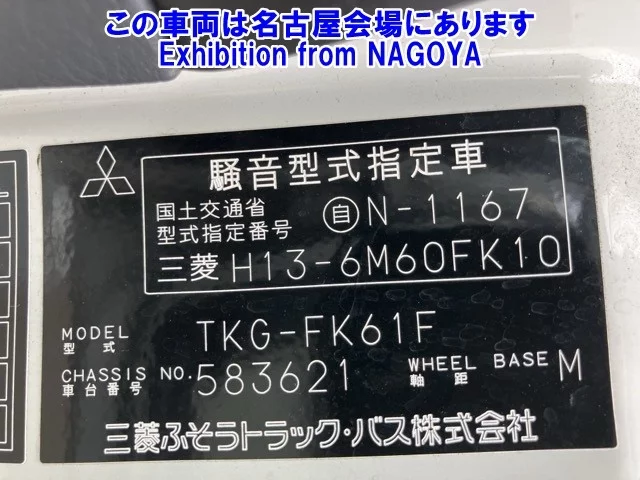 この車両は名古屋会場にあります
Exhibition from NAGOYA
騒音型式指定車
国土交通省
型式指定番号 自 N-1167
三菱 H13-6M60FK10
MODEL
型式 TKG-FK61F
CHASSIS NO.
車台番号 583621
WHEEL BASE
軸距 M
三菱ふそうトラック・バス株式会社